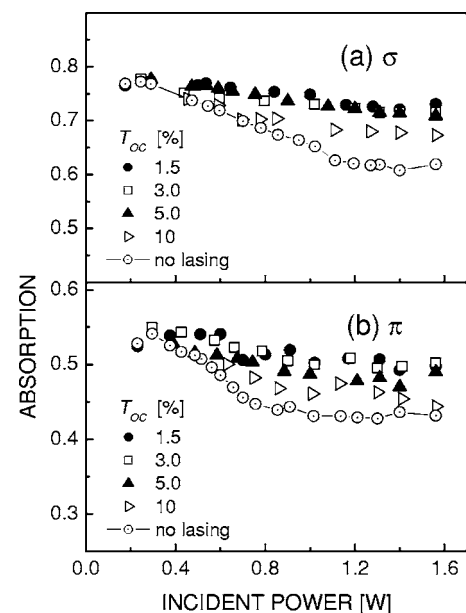 (a) σ
0.8
0.7
0.6
0.5
T_OC [%]
1.5
3.0
5.0
10
no lasing
ABSORPTION
(b) π
0.6
0.5
0.4
0.3
T_OC [%]
1.5
3.0
5.0
10
no lasing
0.0 0.4 0.8 1.2 1.6
INCIDENT POWER [W]